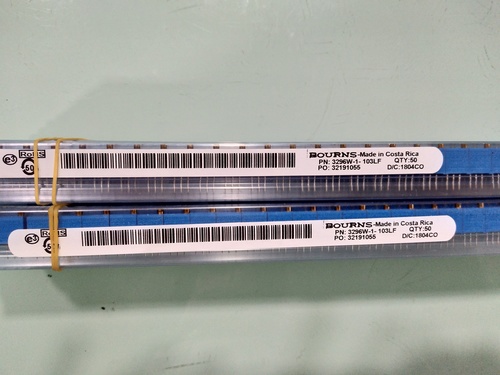 e3 RoHS
50
BOURNS-Made in Costa Rica
PN: 3296W-1- 103LF QTY:50
PO: 32191055 D/C:1804CO
e3 RoHS
BOURNS-Made in Costa Rica
PN: 3296W-1- 103LF QTY:50
PO: 32191055 D/C:1804CO